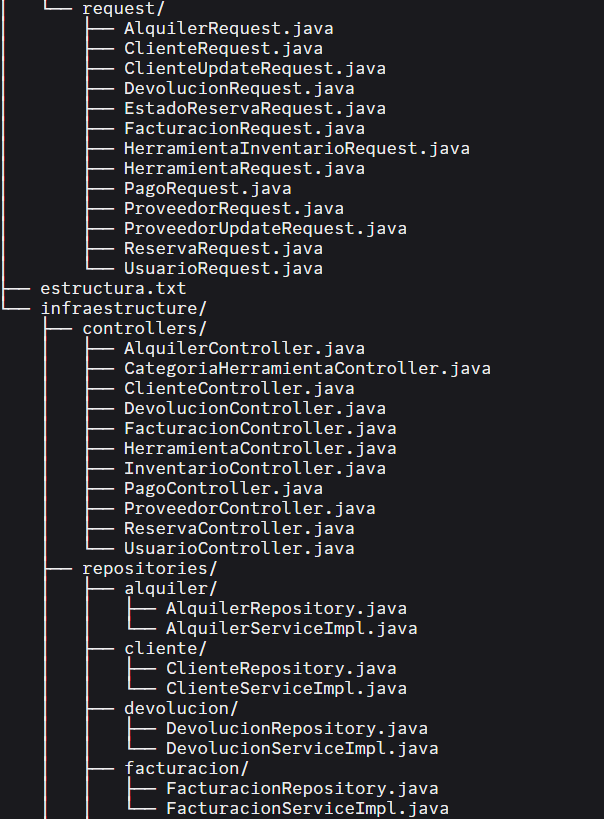 │   └── request/
│       ├── AlquilerRequest.java
│       ├── ClienteRequest.java
│       ├── ClienteUpdateRequest.java
│       ├── DevolucionRequest.java
│       ├── EstadoReservaRequest.java
│       ├── FacturacionRequest.java
│       ├── HerramientaInventarioRequest.java
│       ├── HerramientaRequest.java
│       ├── PagoRequest.java
│       ├── ProveedorRequest.java
│       ├── ProveedorUpdateRequest.java
│       ├── ReservaRequest.java
│       └── UsuarioRequest.java
├── estructura.txt
└── infraestructure/
    ├── controllers/
    │   ├── AlquilerController.java
    │   ├── CategoriaHerramientaController.java
    │   ├── ClienteController.java
    │   ├── DevolucionController.java
    │   ├── FacturacionController.java
    │   ├── HerramientaController.java
    │   ├── InventarioController.java
    │   ├── PagoController.java
    │   ├── ProveedorController.java
    │   ├── ReservaController.java
    │   └── UsuarioController.java
    ├── repositories/
    │   ├── alquiler/
    │   │   ├── AlquilerRepository.java
    │   │   └── AlquilerServiceImpl.java
    │   ├── cliente/
    │   │   ├── ClienteRepository.java
    │   │   └── ClienteServiceImpl.java
    │   ├── devolucion/
    │   │   ├── DevolucionRepository.java
    │   │   └── DevolucionServiceImpl.java
    │   ├── facturacion/
    │   │   ├── FacturacionRepository.java
    │   │   └── FacturacionServiceImpl.java